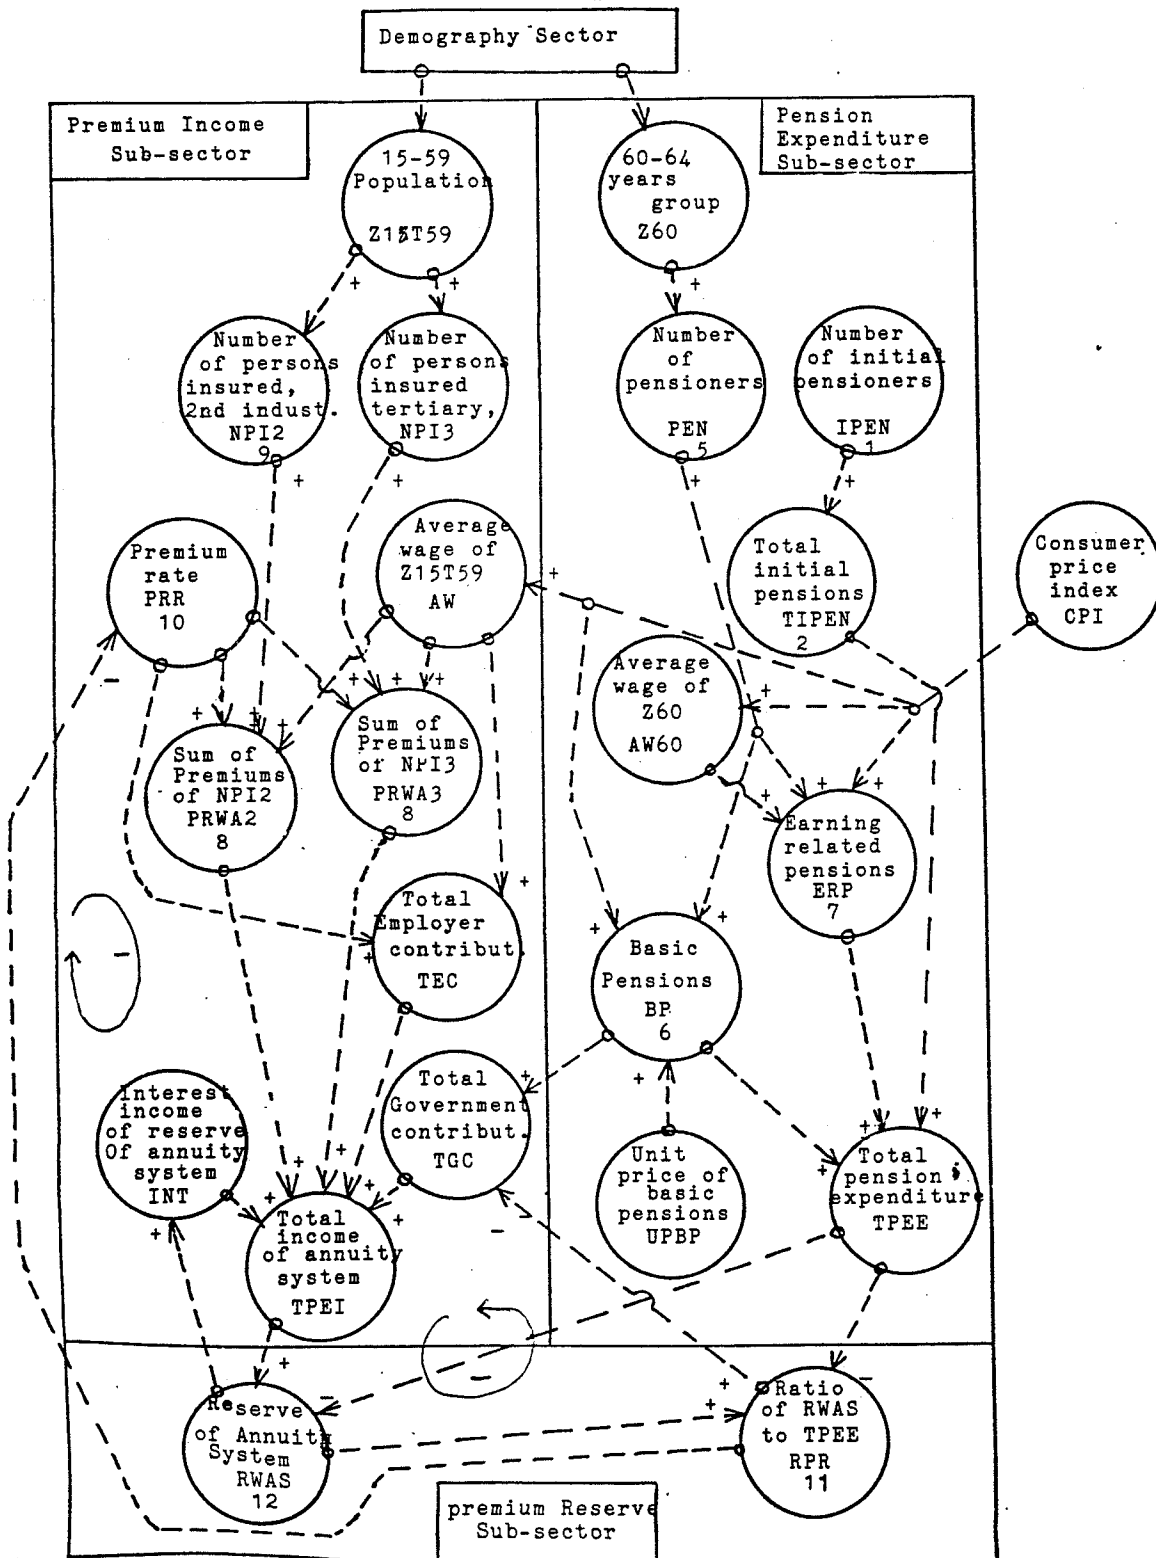 Demography Sector
Premium Income
Sub-sector
Pension
Expenditure
Sub-sector
15-59
Population
Z15T59
60-64
years
group
Z60
+
+
+
Number
of persons
insured,
2nd indust.
NPI2
9
Number
of persons
insured
tertiary,
NPI3
Number
of
pensioners
PEN
5
Number
of initial
pensioners
IPEN
1
+
+
+
+
Premium
rate
PRR
10
Average
wage of
Z15T59
AW
+
Total
initial
pensions
TIPEN
2
Consumer
price
index
CPI
-
Average
wage of
Z60
AW60
+
+
+
+
+
+
+
+
Sum of
Premiums
of NPI2
PRWA2
8
Sum of
Premiums
of NPI3
PRWA3
8
+
+
+
Earning
related
pensions
ERP
7
+
Total
Employer
contribut.
TEC
+
-
+
+
Basic
Pensions
BP
6
+
+
Interest
income
of reserve
Of annuity
system
INT
+
Total
Government
contribut.
TGC
Unit
price of
basic
pensions
UPBP
Total
pension
expenditure
TPEE
+
+
+
+
+
+
+
+
-
+
Total
income
of annuity
system
TPEI
-
+
-
+
+
-
Reserve
of Annuity
System
RWAS
12
Ratio
of RWAS
to TPEE
RPR
11
premium Reserve
Sub-sector